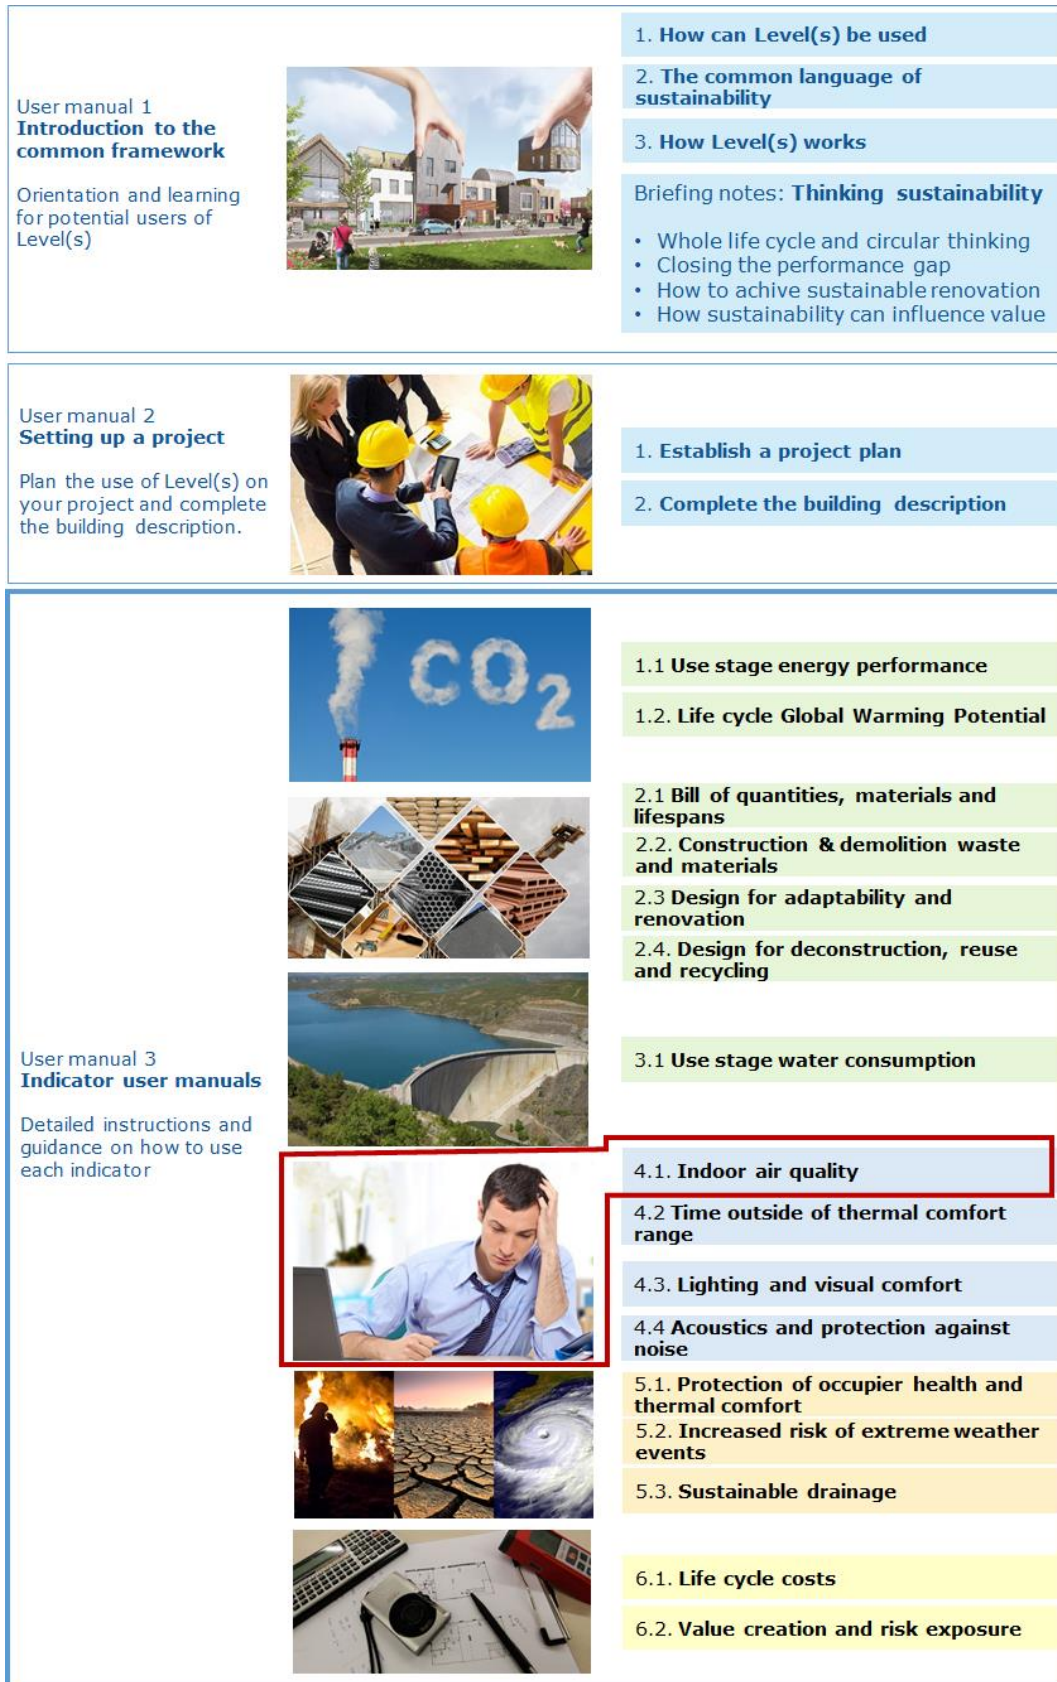 User manual 1
Introduction to the
common framework
Orientation and learning
for potential users of
Level(s)
1. How can Level(s) be used
2. The common language of
sustainability
3. How Level(s) works
Briefing notes: Thinking sustainability
• Whole life cycle and circular thinking
• Closing the performance gap
• How to achive sustainable renovation
• How sustainability can influence value
User manual 2
Setting up a project
Plan the use of Level(s) on
your project and complete
the building description.
1. Establish a project plan
2. Complete the building description
User manual 3
Indicator user manuals
Detailed instructions and
guidance on how to use
each indicator
CO2
1.1 Use stage energy performance
1.2. Life cycle Global Warming Potential
2.1 Bill of quantities, materials and
lifespans
2.2. Construction & demolition waste
and materials
2.3 Design for adaptability and
renovation
2.4. Design for deconstruction, reuse
and recycling
3.1 Use stage water consumption
4.1. Indoor air quality
4.2 Time outside of thermal comfort
range
4.3. Lighting and visual comfort
4.4 Acoustics and protection against
noise
5.1. Protection of occupier health and
thermal comfort
5.2. Increased risk of extreme weather
events
5.3. Sustainable drainage
6.1. Life cycle costs
6.2. Value creation and risk exposure